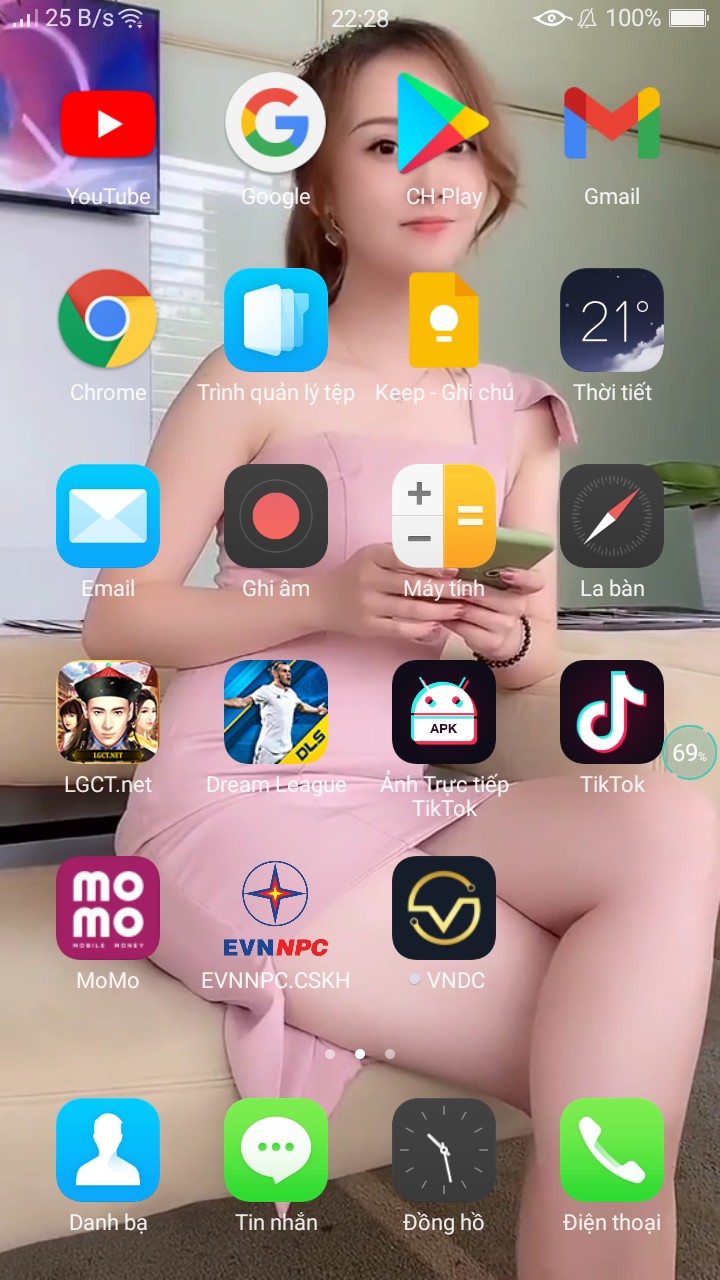 25 B/s 22:28 100%
YouTube Google CH Play Gmail
21°
Chrome Trình quản lý tệp Keep - Ghi chú Thời tiết
Email Ghi âm Máy tính La bàn
LGCT.NET DLS APK
69%
LGCT.net Dream League Ảnh Trực tiếp TikTok TikTok
mo
mo
MOBILE MONEY
EVNNPC
MoMo EVNNPC.CSKH VNDC
Danh bạ Tin nhắn Đồng hồ Điện thoại